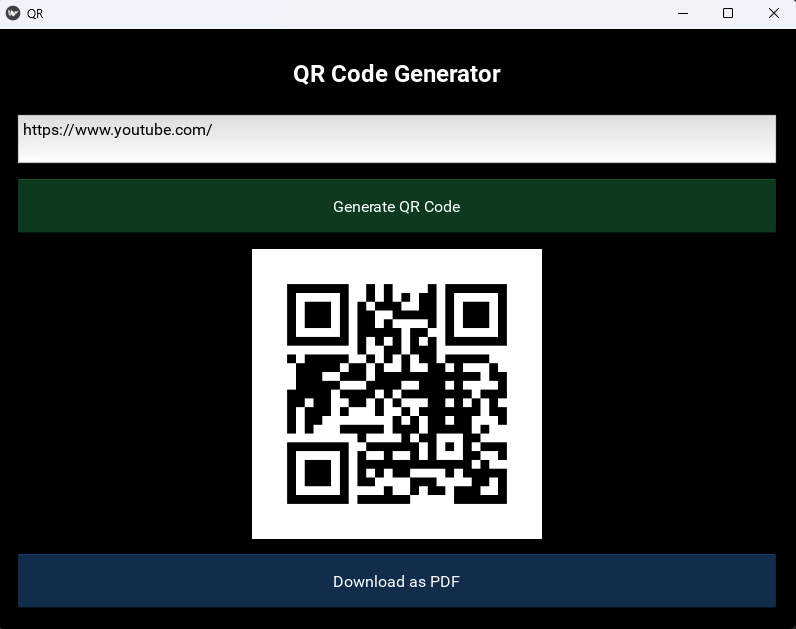 QR
QR Code Generator
https://www.youtube.com/
Generate QR Code
Download as PDF